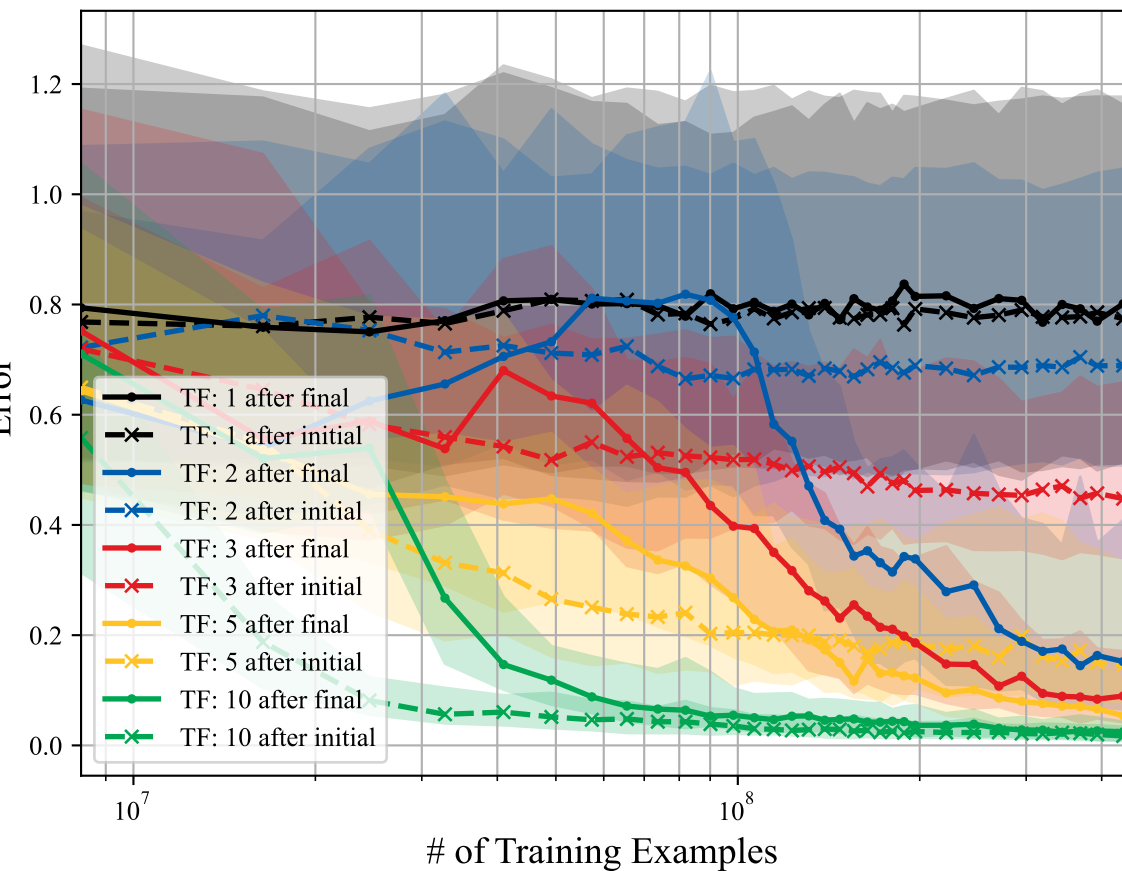 1.2
1.0
0.8
0.6
0.4
0.2
0.0
TF: 1 after final
TF: 1 after initial
TF: 2 after final
TF: 2 after initial
TF: 3 after final
TF: 3 after initial
TF: 5 after final
TF: 5 after initial
TF: 10 after final
TF: 10 after initial
10⁷
10⁸
# of Training Examples